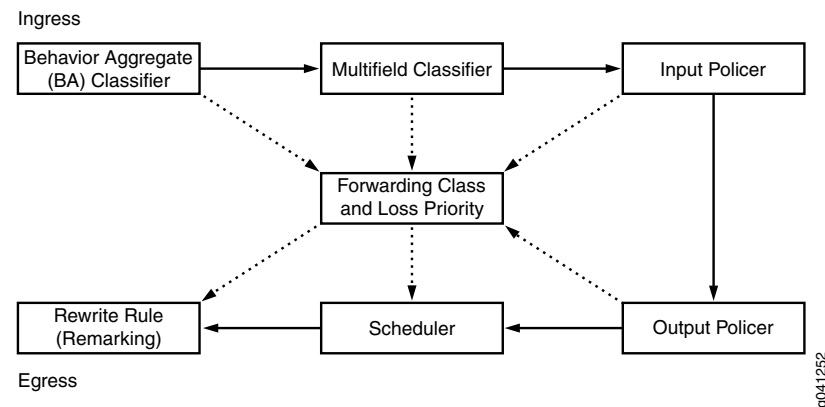 Ingress
Behavior Aggregate
(BA) Classifier
Multifield Classifier
Input Policer
Forwarding Class
and Loss Priority
Rewrite Rule
(Remarking)
Scheduler
Output Policer
Egress
g041252